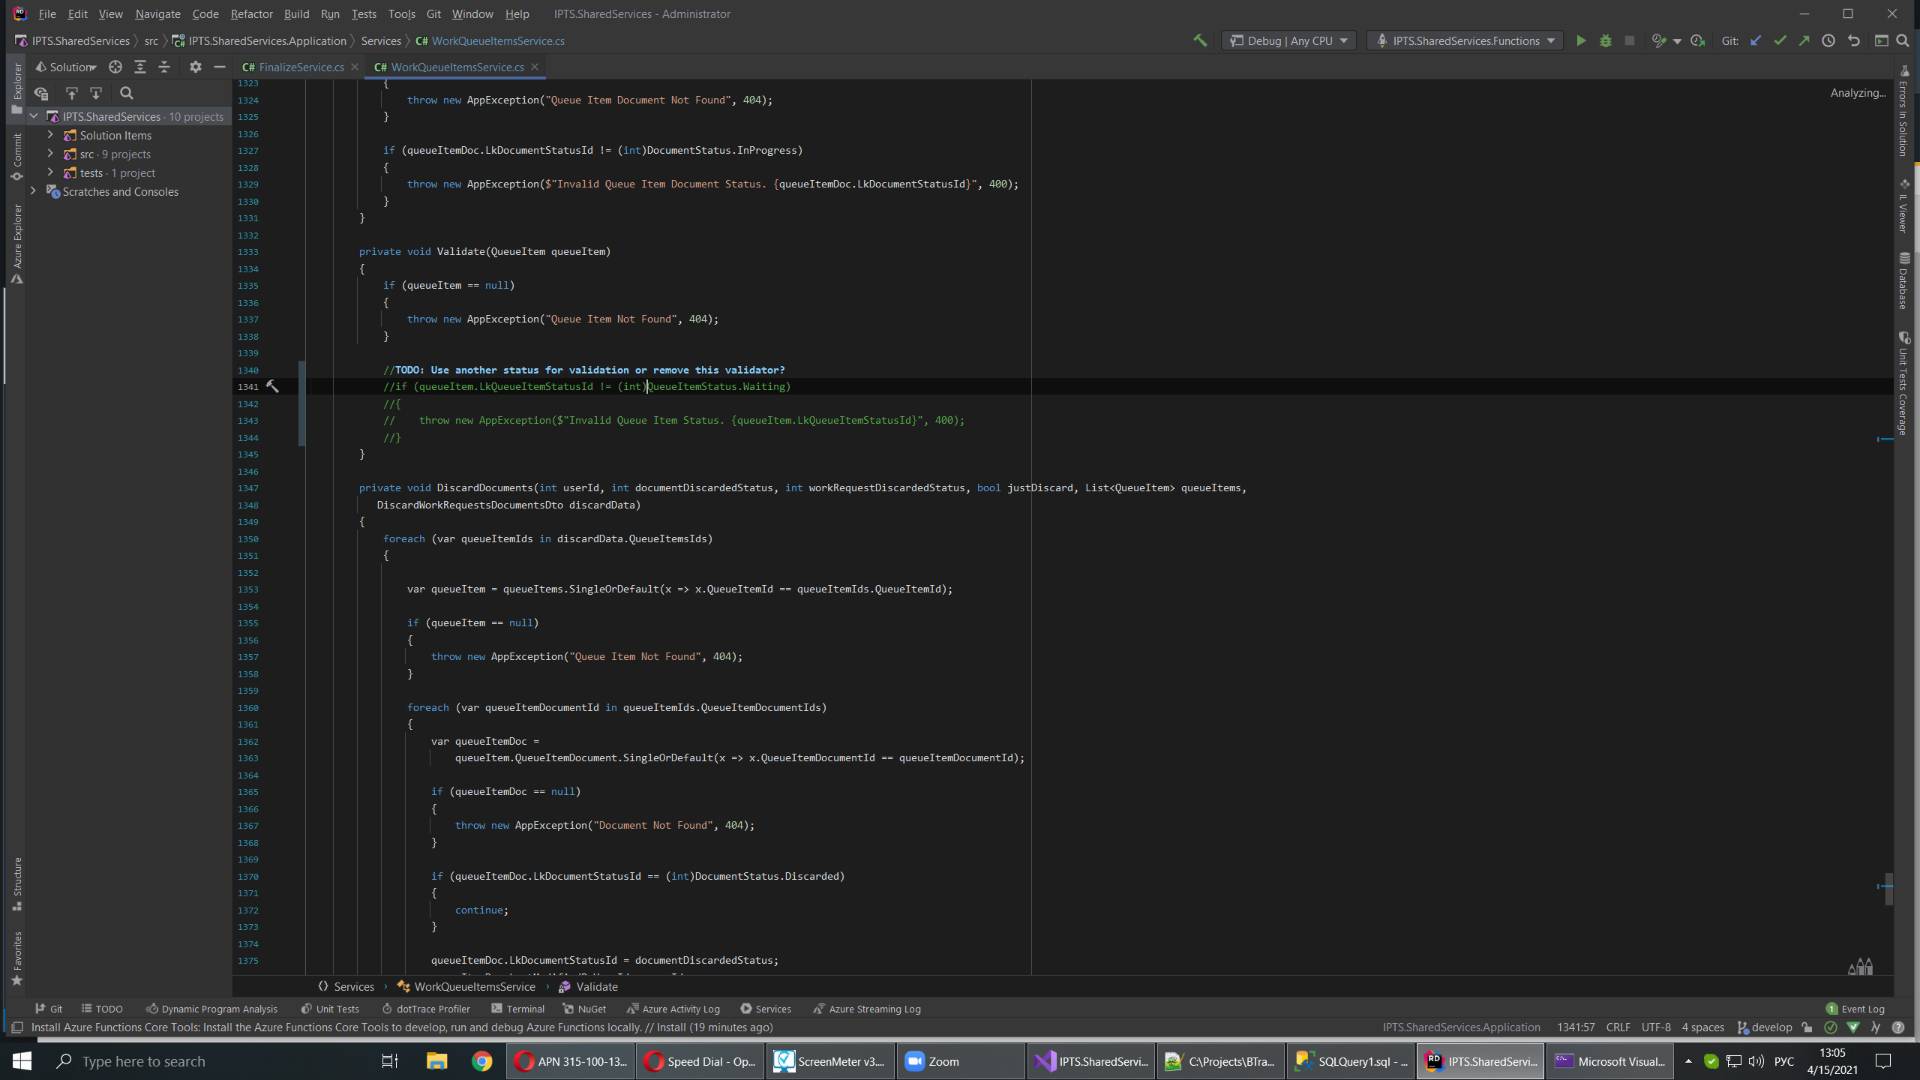 File Edit View Navigate Code Refactor Build Run Tests Tools Git Window Help IPTS.SharedServices - Administrator
IPTS.SharedServices src IPTS.SharedServices.Application Services C# WorkQueueItemsService.cs
Debug | Any CPU IPTS.SharedServices.Functions Git:
Solution C# FinalizeService.cs C# WorkQueueItemsService.cs
Analyzing...
IPTS.SharedServices · 10 projects
Solution Items
src · 9 projects
tests · 1 project
Scratches and Consoles
Explorer
Commit
Azure Explorer
Structure
Favorites
Errors In Solution
IL Viewer
Database
Unit Tests Coverage
1323 {
1324 throw new AppException("Queue Item Document Not Found", 404);
1325 }
1326
1327 if (queueItemDoc.LkDocumentStatusId != (int)DocumentStatus.InProgress)
1328 {
1329 throw new AppException($"Invalid Queue Item Document Status. {queueItemDoc.LkDocumentStatusId}", 400);
1330 }
1331 }
1332
1333 private void Validate(QueueItem queueItem)
1334 {
1335 if (queueItem == null)
1336 {
1337 throw new AppException("Queue Item Not Found", 404);
1338 }
1339
1340 //TODO: Use another status for validation or remove this validator?
1341 //if (queueItem.LkQueueItemStatusId != (int)QueueItemStatus.Waiting)
1342 //{
1343 // throw new AppException($"Invalid Queue Item Status. {queueItem.LkQueueItemStatusId}", 400);
1344 //}
1345 }
1346
1347 private void DiscardDocuments(int userId, int documentDiscardedStatus, int workRequestDiscardedStatus, bool justDiscard, List<QueueItem> queueItems,
1348 DiscardWorkRequestsDocumentsDto discardData)
1349 {
1350 foreach (var queueItemIds in discardData.QueueItemsIds)
1351 {
1352
1353 var queueItem = queueItems.SingleOrDefault(x => x.QueueItemId == queueItemIds.QueueItemId);
1354
1355 if (queueItem == null)
1356 {
1357 throw new AppException("Queue Item Not Found", 404);
1358 }
1359
1360 foreach (var queueItemDocumentId in queueItemIds.QueueItemDocumentIds)
1361 {
1362 var queueItemDoc =
1363 queueItem.QueueItemDocument.SingleOrDefault(x => x.QueueItemDocumentId == queueItemDocumentId);
1364
1365 if (queueItemDoc == null)
1366 {
1367 throw new AppException("Document Not Found", 404);
1368 }
1369
1370 if (queueItemDoc.LkDocumentStatusId == (int)DocumentStatus.Discarded)
1371 {
1372 continue;
1373 }
1374
1375 queueItemDoc.LkDocumentStatusId = documentDiscardedStatus;
Services WorkQueueItemsService Validate
Git TODO Dynamic Program Analysis Unit Tests dotTrace Profiler Terminal NuGet Azure Activity Log Services Azure Streaming Log 1 Event Log
Install Azure Functions Core Tools: Install the Azure Functions Core Tools to develop, run and debug Azure Functions locally. // Install (19 minutes ago) IPTS.SharedServices.Application 1341:57 CRLF UTF-8 4 spaces develop
Type here to search APN 315-100-13... Speed Dial - Op... ScreenMeter v3... Zoom IPTS.SharedServi... C:\Projects\BTra... SQLQuery1.sql - ... RD IPTS.SharedServi... Microsoft Visual... РУС 13:05
4/15/2021